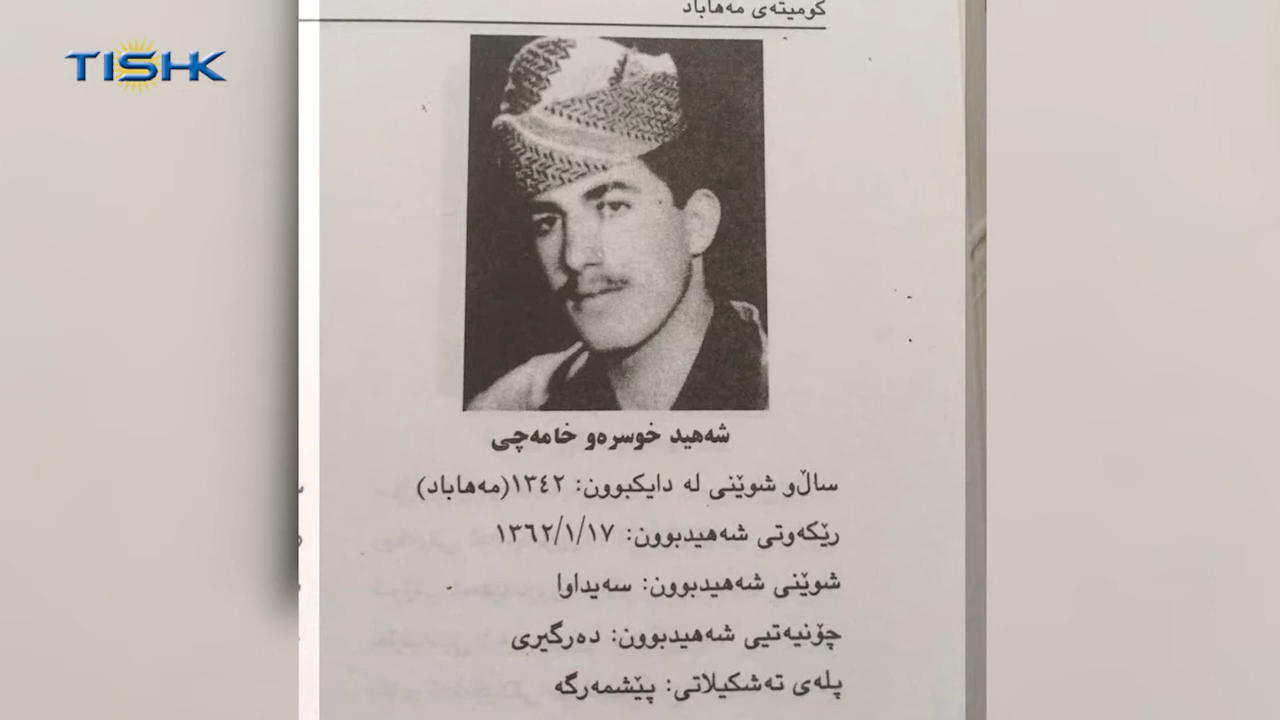 TISHK
کومیتەی مەهاباد
شەهید خوسرەو خامەچی
ساڵو شوێنی لە دایکبوون: ١٣٤٢(مەهاباد)
رێکەوتی شەهیدبوون: ١٣٦٢/١/١٧
شوێنی شەهیدبوون: سەیداوا
چۆنیەتیی شەهیدبوون: دەرگیری
پلەی تەشکیلاتی: پێشمەرگە